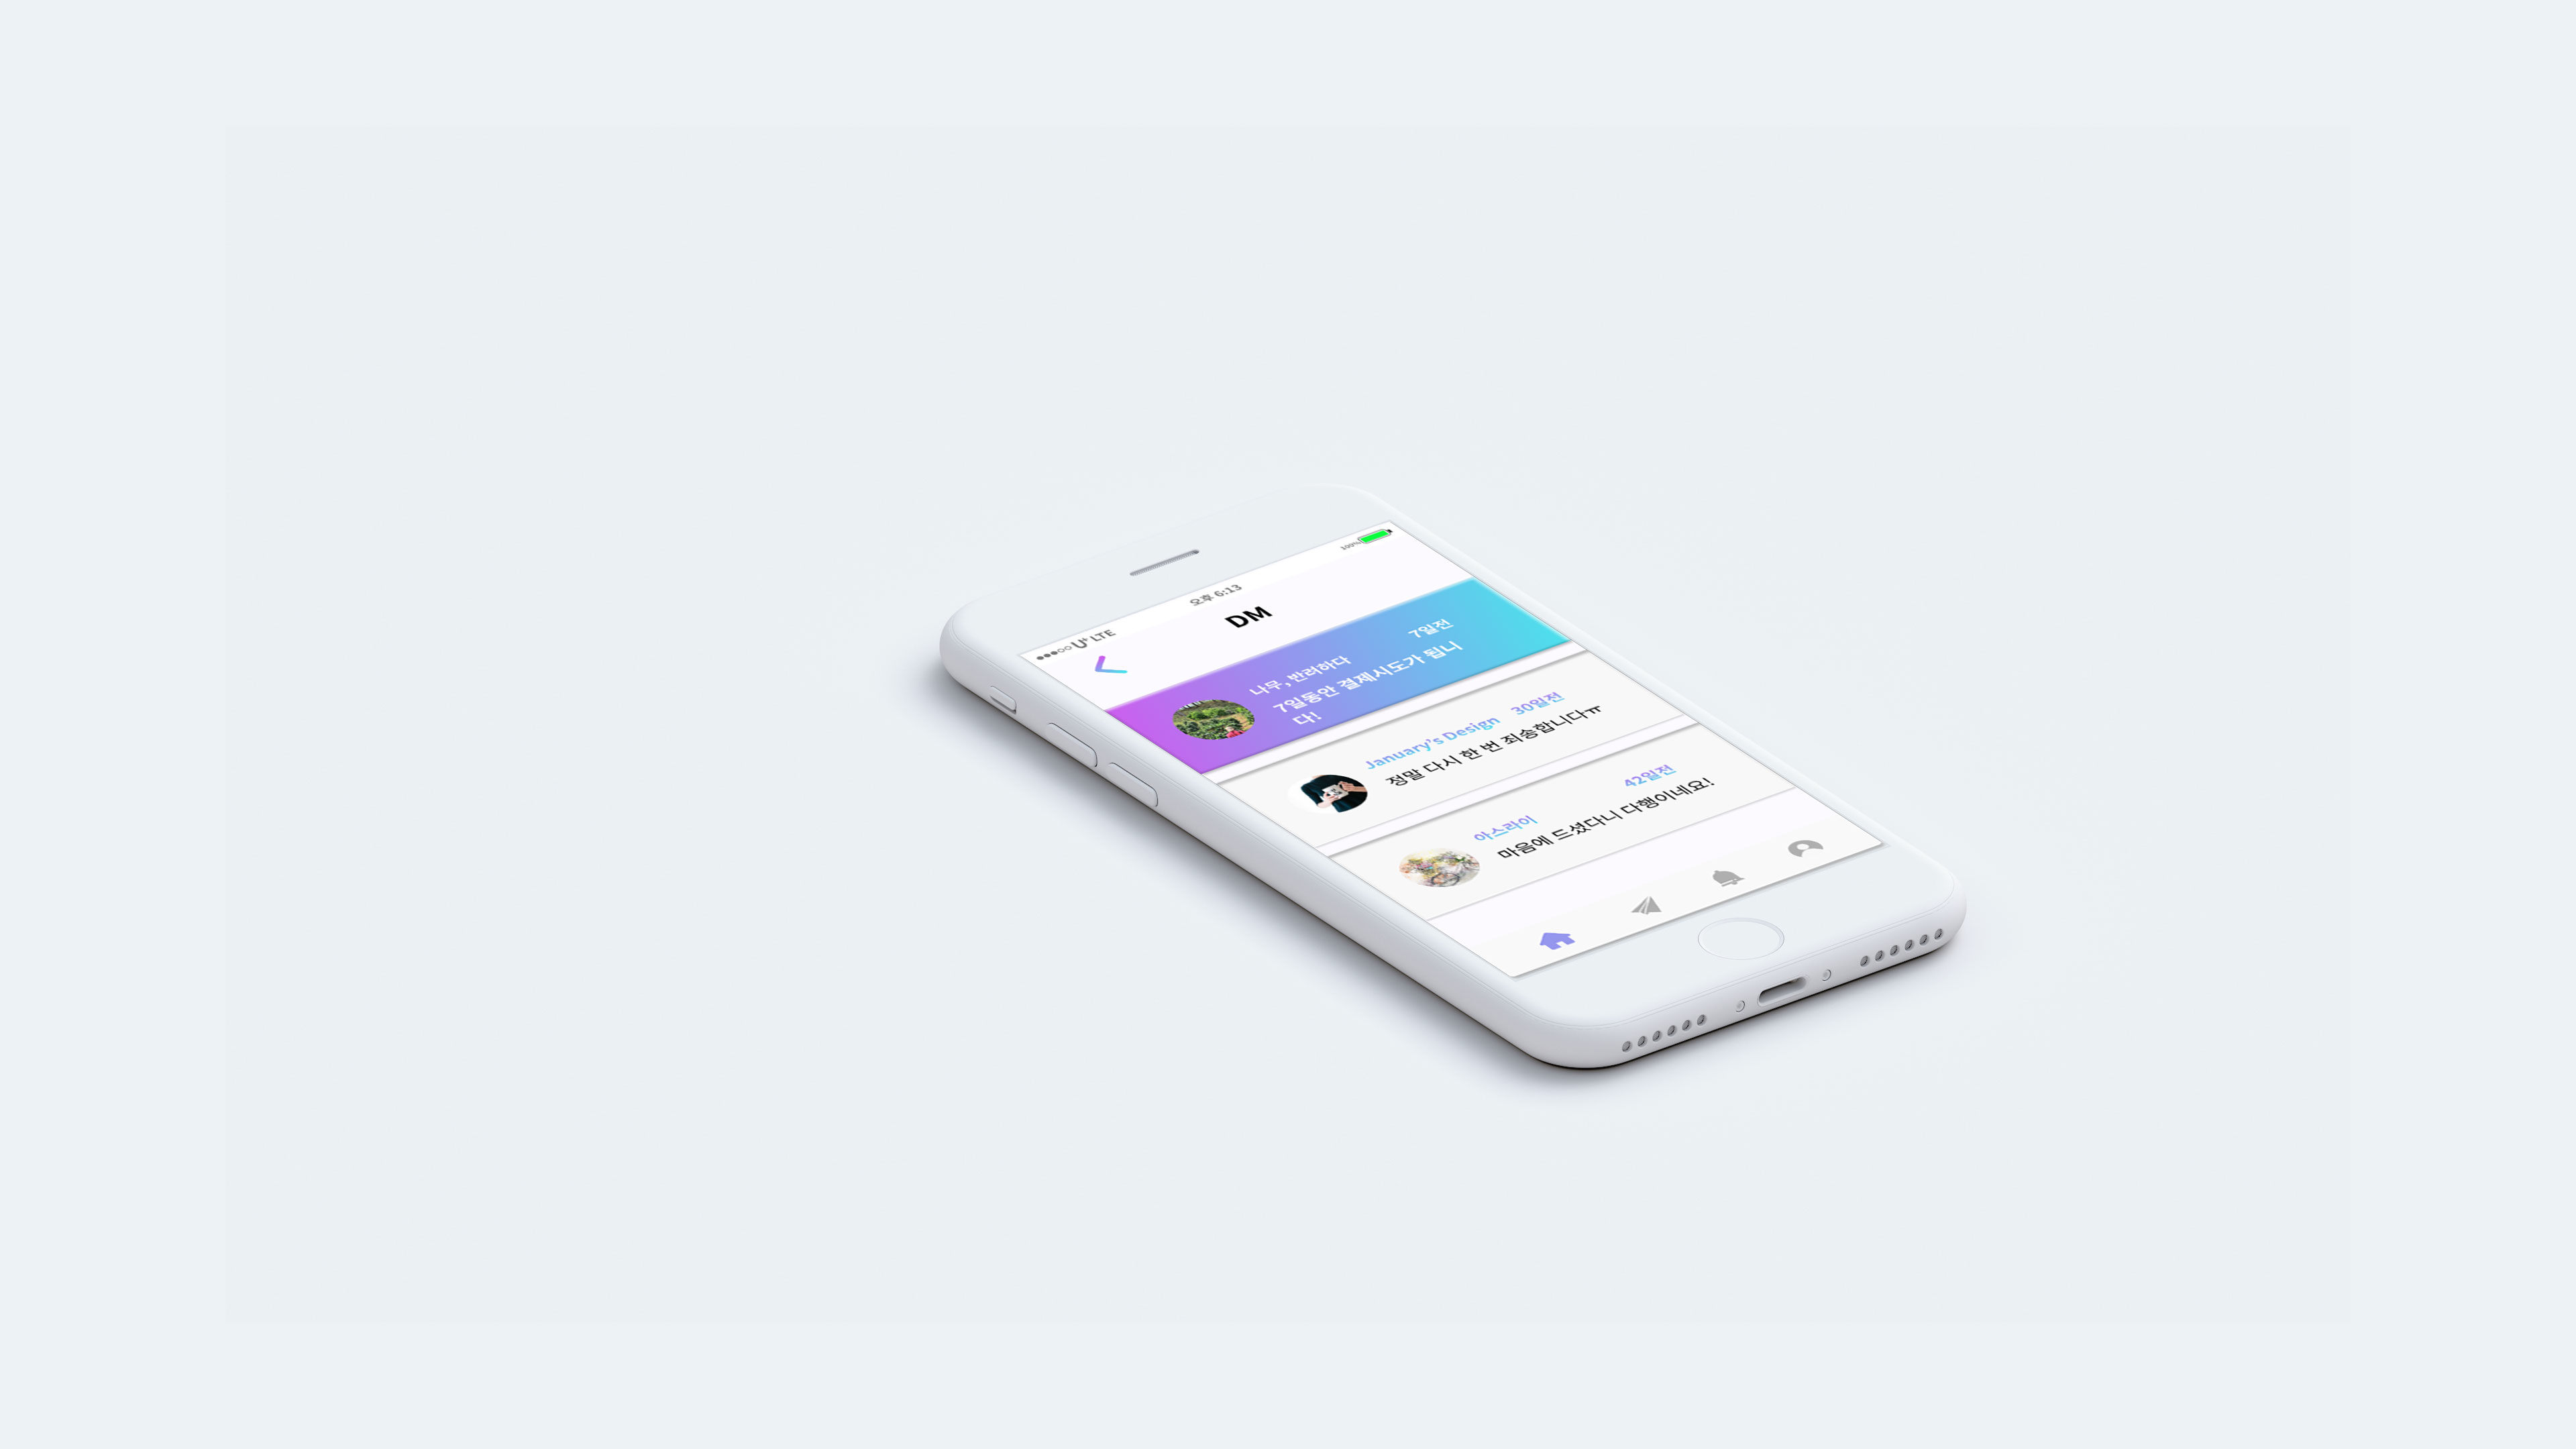 U⁺ LTE
오후 6:13
100%
DM
나무, 반려하다
7일전
7일동안 결제시도가 됩니
다!
January's Design
30일전
정말 다시 한 번 죄송합니다ㅠ
아스라이
42일전
마음에 드셨다니 다행이네요!